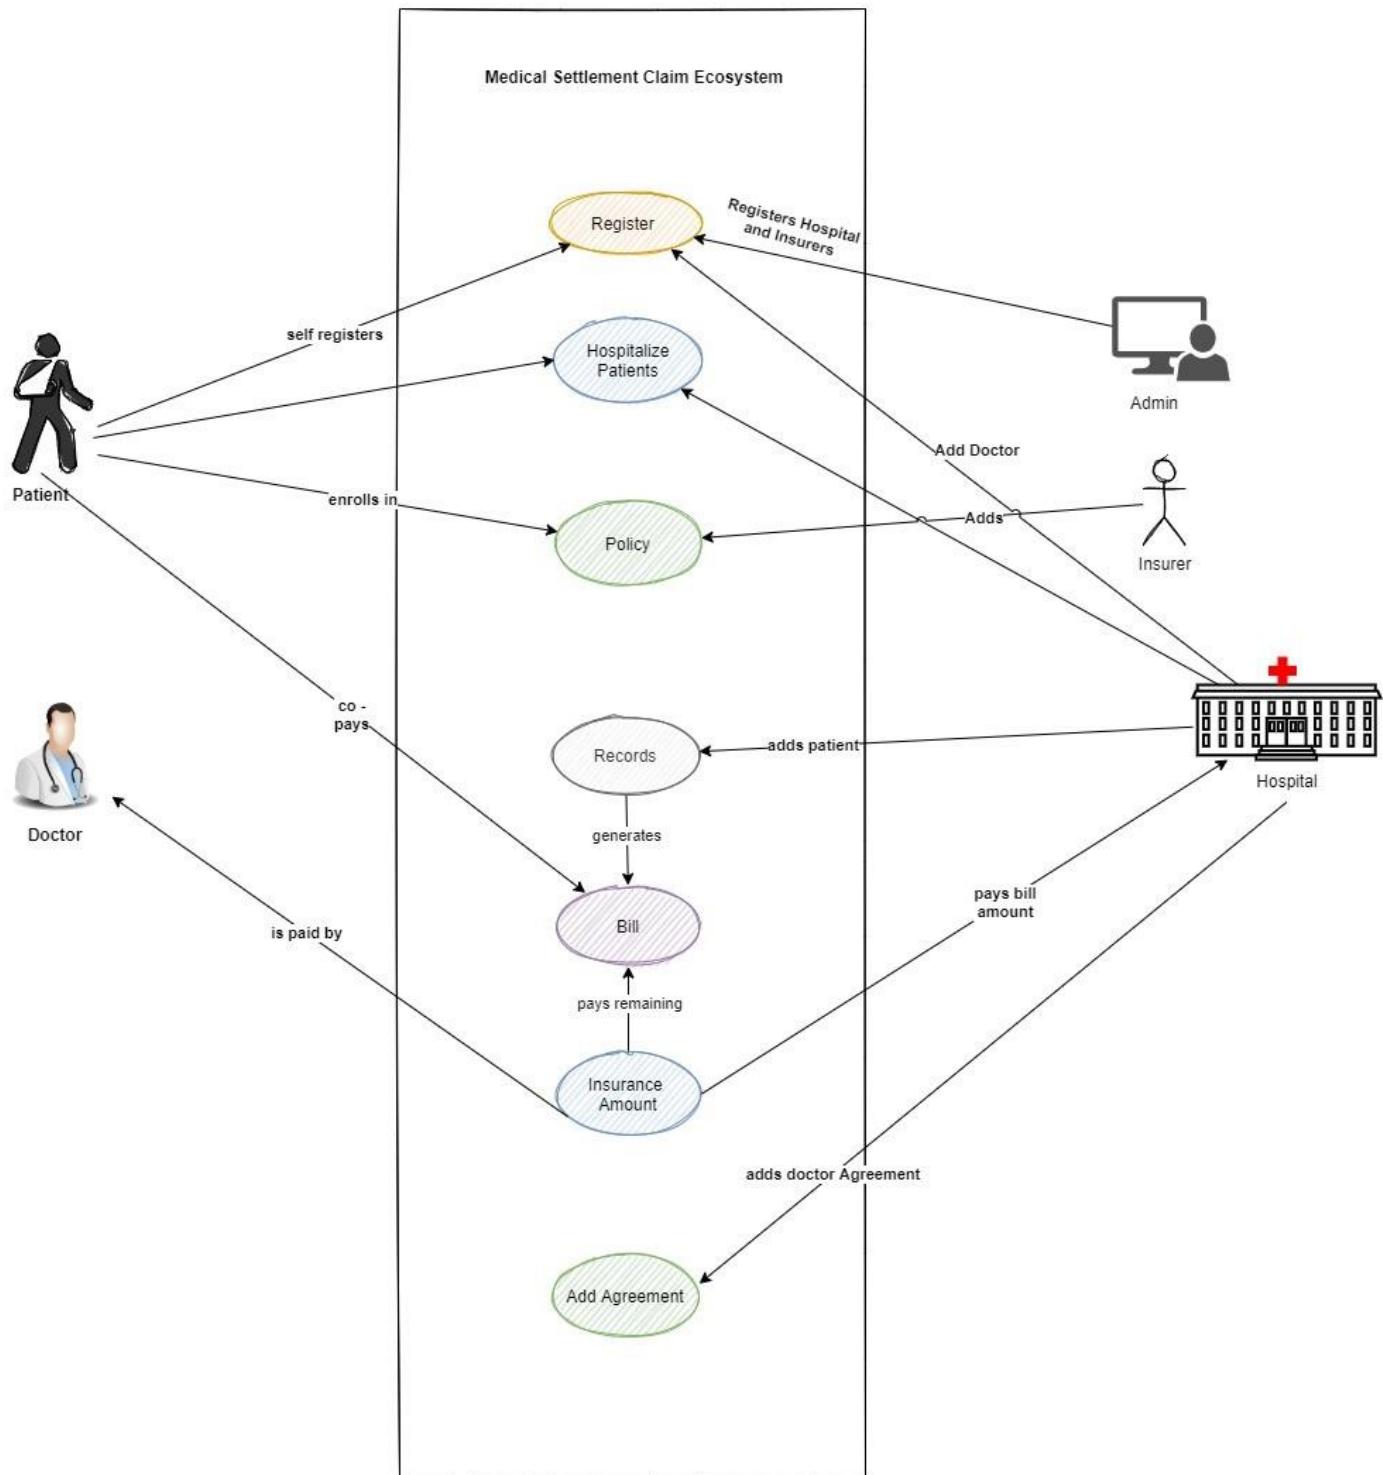 Medical Settlement Claim Ecosystem
Register
Registers Hospital
and Insurers
self registers
Hospitalize
Patients
Admin
Add Doctor
Patient
enrolls in
Policy
Adds
Insurer
co -
pays
Records
adds patient
Hospital
Doctor
generates
pays bill
amount
Bill
is paid by
pays remaining
Insurance
Amount
adds doctor Agreement
Add Agreement